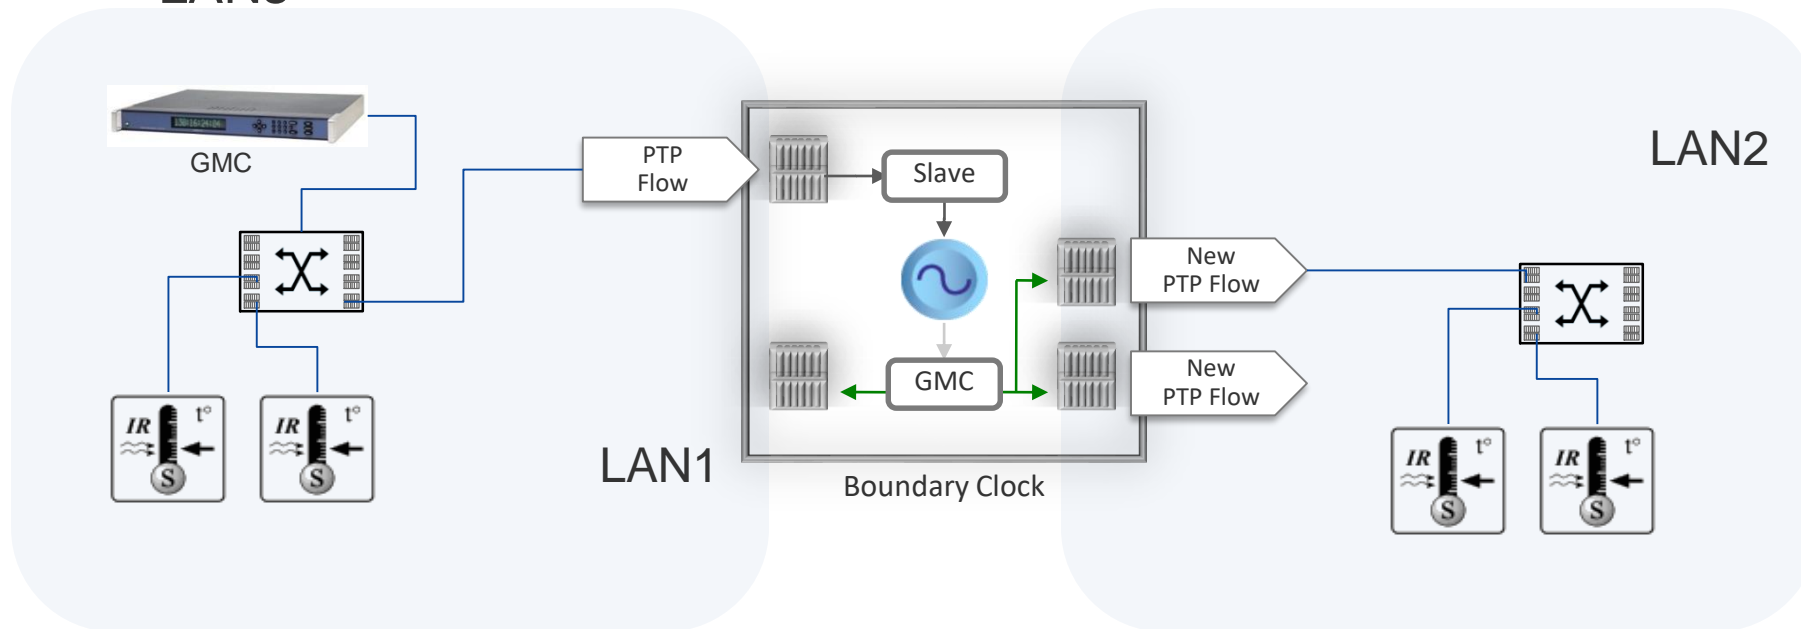 GMC
PTP
Flow
Slave
GMC
New
PTP Flow
New
PTP Flow
LAN1
Boundary Clock
LAN2
IR t°
S
IR t°
S
IR t°
S
IR t°
S